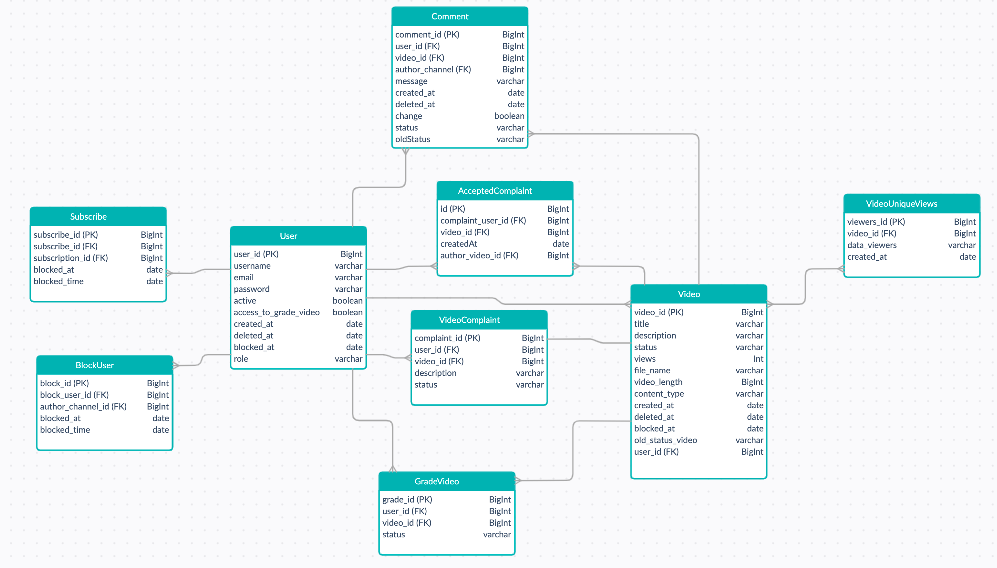 Comment
comment_id (PK) BigInt
user_id (FK) BigInt
video_id (FK) BigInt
author_channel (FK) BigInt
message varchar
created_at date
deleted_at date
change boolean
status varchar
oldStatus varchar
AcceptedComplaint
id (PK) BigInt
complaint_user_id (FK) BigInt
video_id (FK) BigInt
createdAt date
author_video_id (FK) BigInt
VideoUniqueViews
viewers_id (PK) BigInt
video_id (FK) BigInt
data_viewers varchar
created_at date
Subscribe
subscribe_id (PK) BigInt
subscribe_id (FK) BigInt
subscription_id (FK) BigInt
blocked_at date
blocked_time date
User
user_id (PK) BigInt
username varchar
email varchar
password varchar
active boolean
access_to_grade_video boolean
created_at date
deleted_at date
blocked_at date
role varchar
Video
video_id (PK) BigInt
title varchar
description varchar
status varchar
views Int
file_name varchar
video_length BigInt
content_type varchar
created_at date
deleted_at date
blocked_at date
old_status_video varchar
user_id (FK) BigInt
VideoComplaint
complaint_id (PK) BigInt
user_id (FK) BigInt
video_id (FK) BigInt
description varchar
status varchar
BlockUser
block_id (PK) BigInt
block_user_id (FK) BigInt
author_channel_id (FK) BigInt
blocked_at date
blocked_time date
GradeVideo
grade_id (PK) BigInt
user_id (FK) BigInt
video_id (FK) BigInt
status varchar